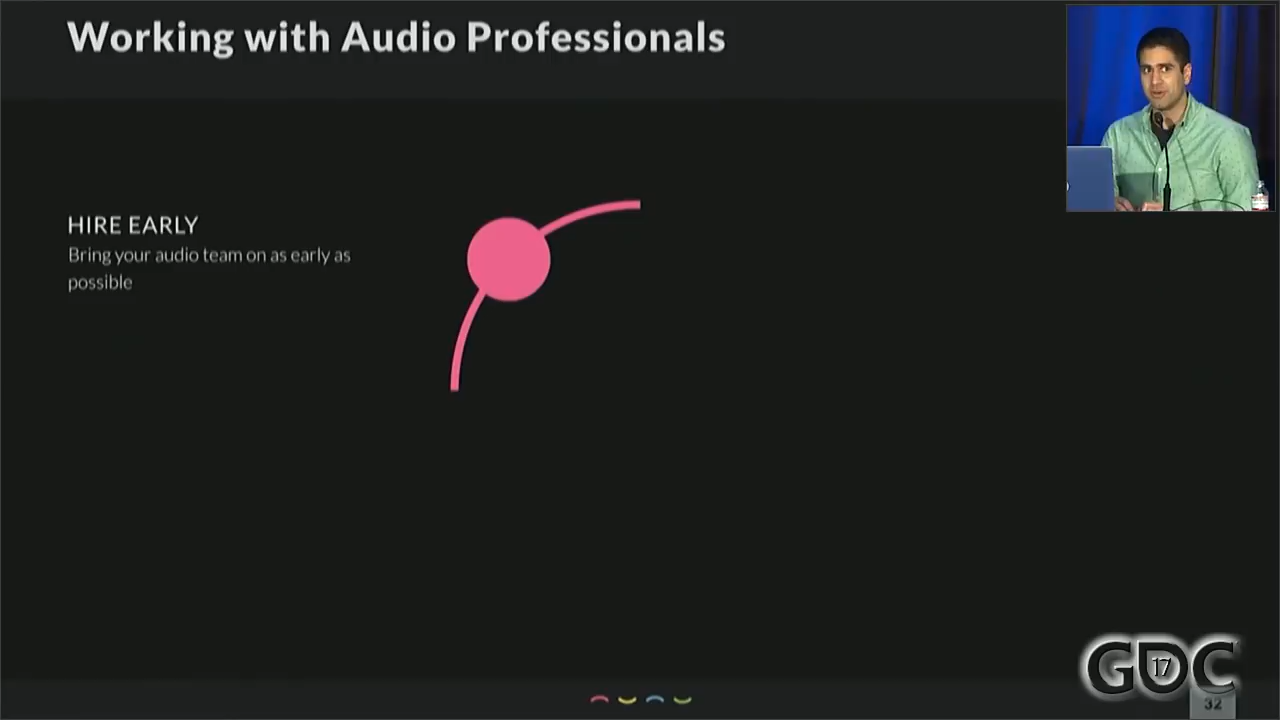 Working with Audio Professionals
HIRE EARLY
Bring your audio team on as early as
possible
GDC
17
32